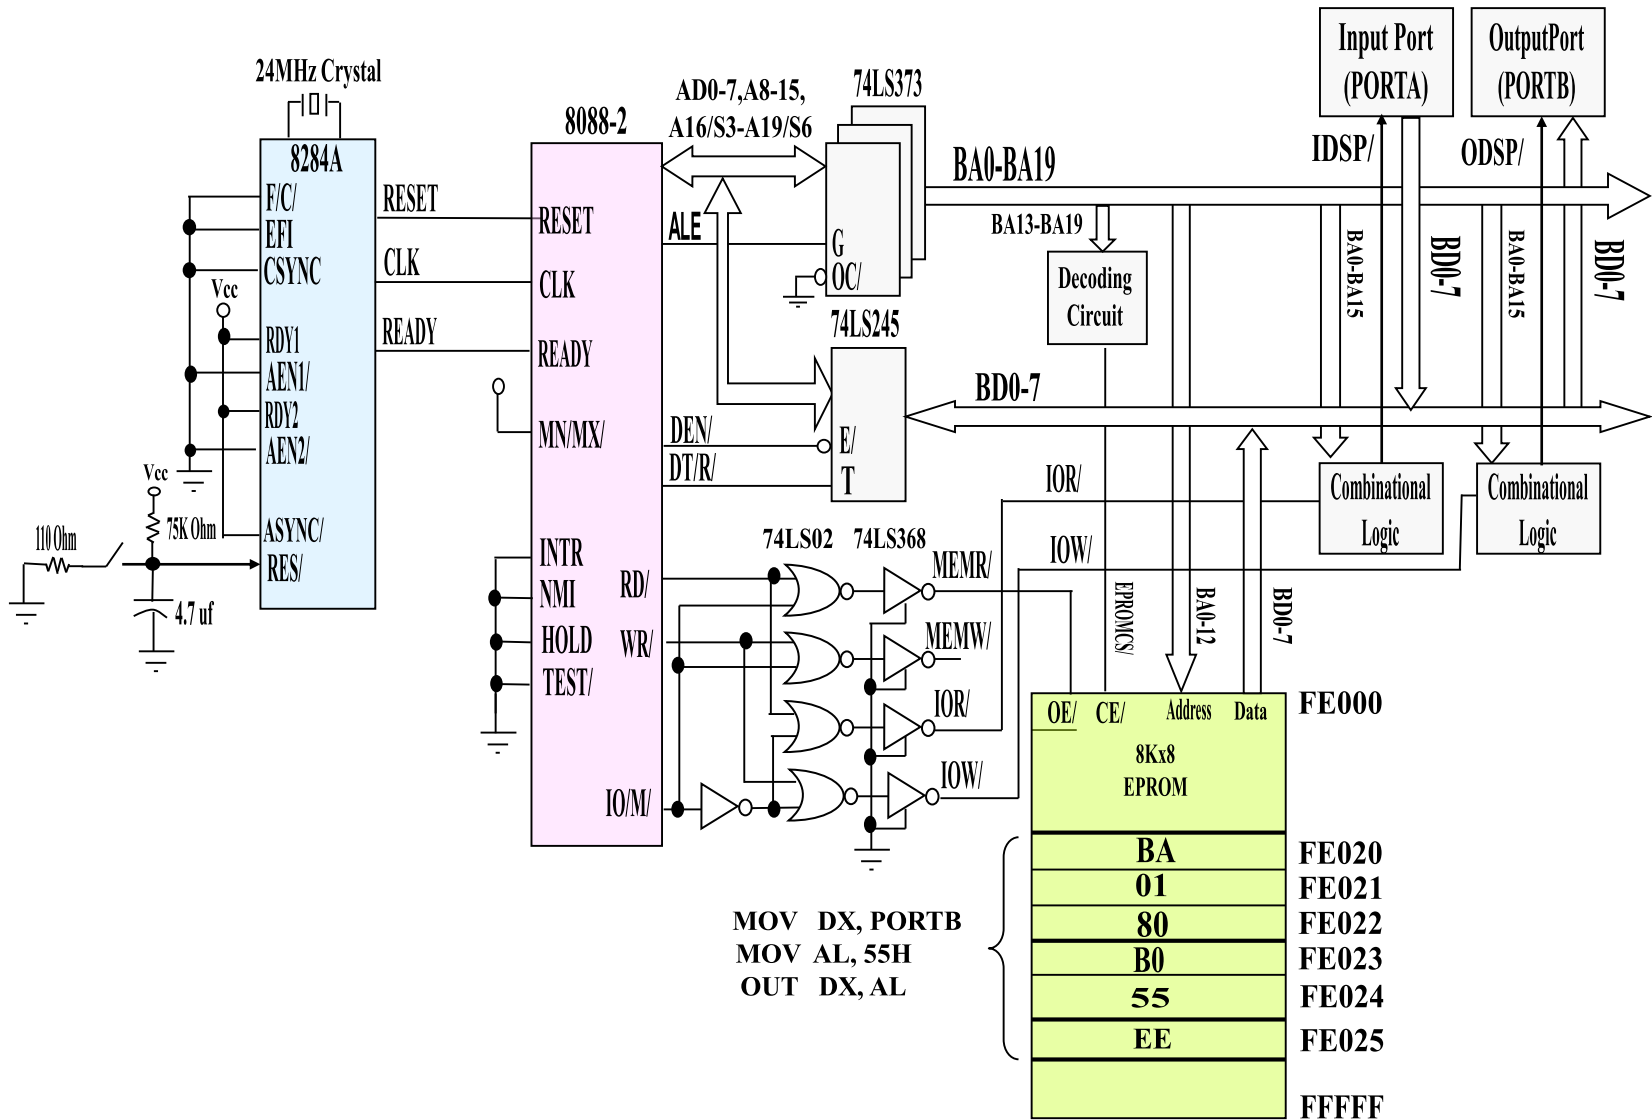 24MHz Crystal
8284A
F/C/
EFI
CSYNC
Vcc
RDY1
AEN1/
RDY2
AEN2/
ASYNC/
RES/
Vcc
75K Ohm
110 Ohm
4.7 uf
RESET
CLK
READY
8088-2
RESET
CLK
READY
MN/MX/
INTR
NMI
HOLD
TEST/
RD/
WR/
IO/M/
AD0-7,A8-15,
A16/S3-A19/S6
ALE
DEN/
DT/R/
74LS373
G
OC/
74LS245
E/
T
74LS02
74LS368
MEMR/
MEMW/
IOR/
IOW/
BA0-BA19
BA13-BA19
Decoding
Circuit
BD0-7
IOR/
IOW/
EPROMCS/
BA0-12
BD0-7
Input Port
(PORTA)
OutputPort
(PORTB)
IDSP/
ODSP/
BA0-BA15
BD0-7
BA0-BA15
BD0-7
Combinational
Logic
Combinational
Logic
OE/
CE/
Address
Data
8Kx8
EPROM
FE000
BA
FE020
01
FE021
80
FE022
B0
FE023
55
FE024
EE
FE025
FFFFF
MOV DX, PORTB
MOV AL, 55H
OUT DX, AL